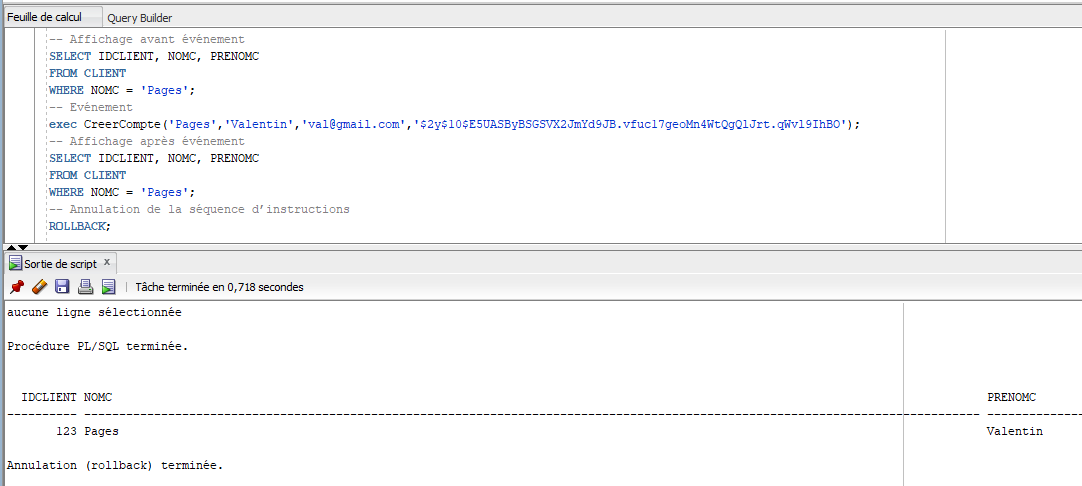 Feuille de calcul Query Builder
-- Affichage avant événement
SELECT IDCLIENT, NOMC, PRENOMC
FROM CLIENT
WHERE NOMC = 'Pages';
-- Evénement
exec CreerCompte('Pages','Valentin','val@gmail.com','$2y$10$E5UASByBSGSVX2JmYd9JB.vfucl7geoMn4WtQgQlJrt.qWvl9IhBO');
-- Affichage après événement
SELECT IDCLIENT, NOMC, PRENOMC
FROM CLIENT
WHERE NOMC = 'Pages';
-- Annulation de la séquence d’instructions
ROLLBACK;
Sortie de script x
Tâche terminée en 0,718 secondes
aucune ligne sélectionnée
Procédure PL/SQL terminée.
IDCLIENT NOMC PRENOMC
123 Pages Valentin
Annulation (rollback) terminée.